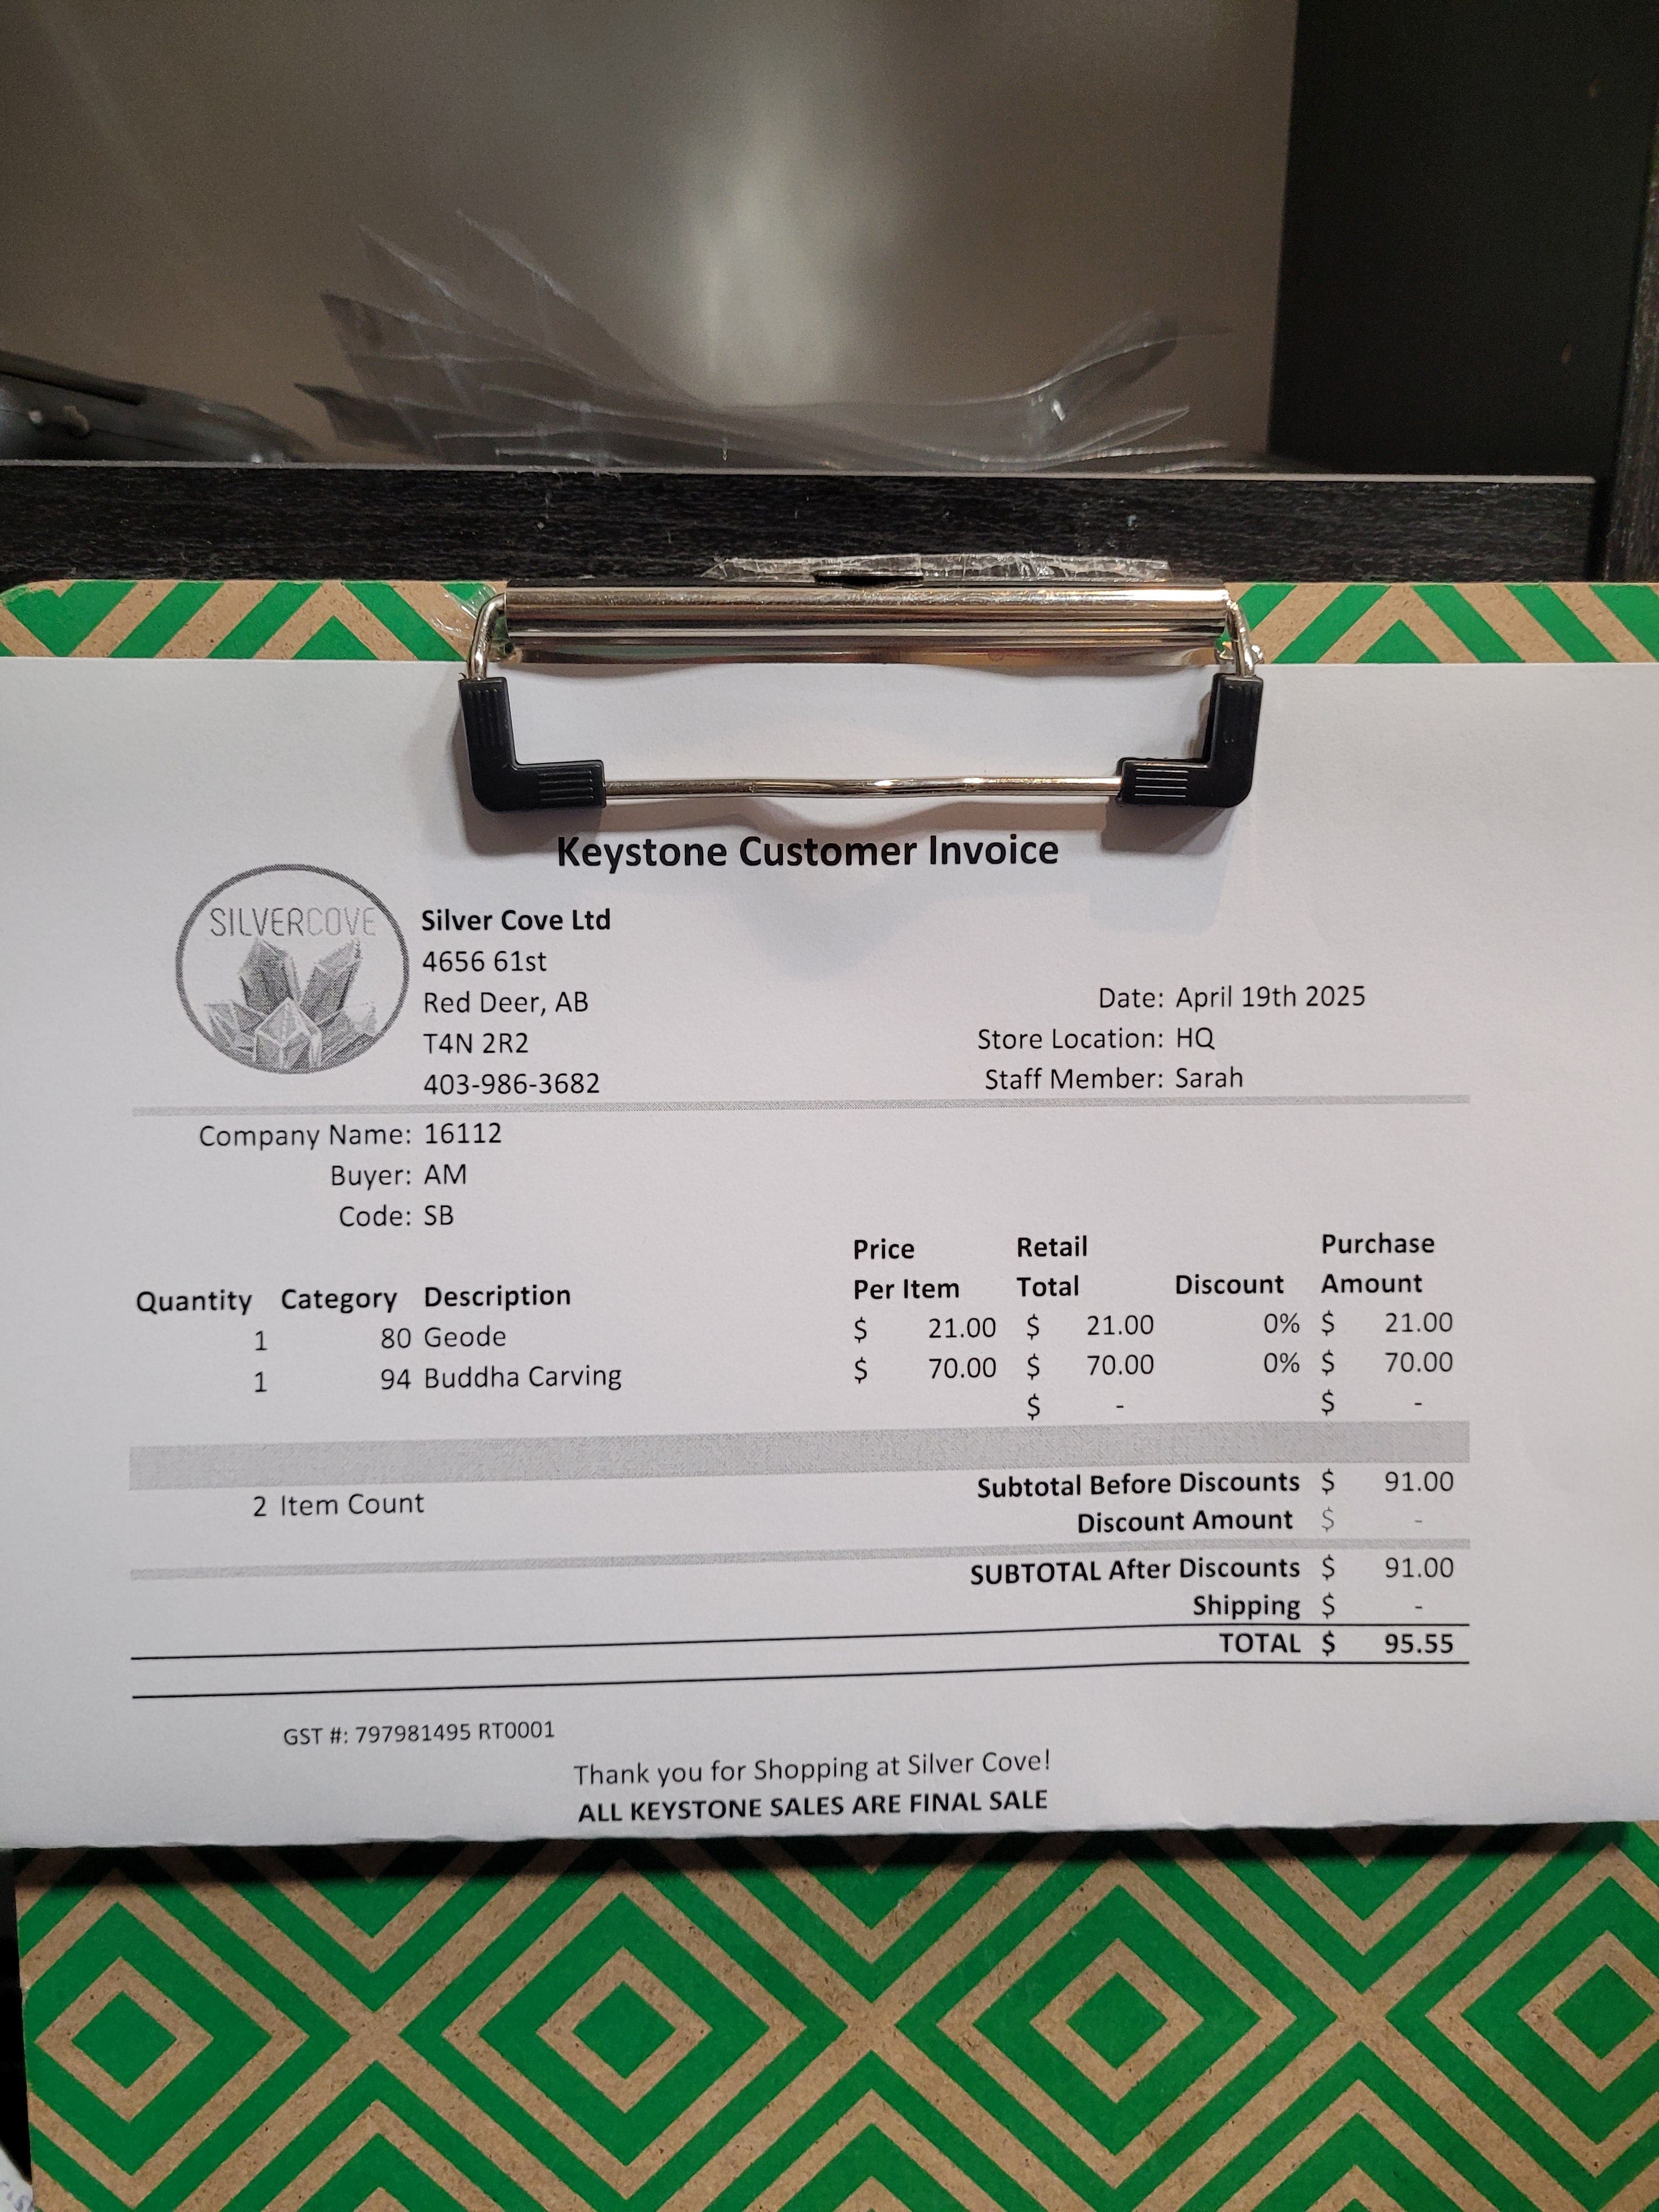 Keystone Customer Invoice
SILVERCOVE
Silver Cove Ltd
4656 61st
Red Deer, AB
T4N 2R2
403-986-3682
Date: April 19th 2025
Store Location: HQ
Staff Member: Sarah
Company Name: 16112
Buyer: AM
Code: SB
Quantity Category Description Price Per Item Retail Total Discount Purchase Amount
1 80 Geode $ 21.00 $ 21.00 0% $ 21.00
1 94 Buddha Carving $ 70.00 $ 70.00 0% $ 70.00
$ - $ -
Subtotal Before Discounts $ 91.00
2 Item Count
Discount Amount $ -
SUBTOTAL After Discounts $ 91.00
Shipping $ -
TOTAL $ 95.55
GST #: 797981495 RT0001
Thank you for Shopping at Silver Cove!
ALL KEYSTONE SALES ARE FINAL SALE